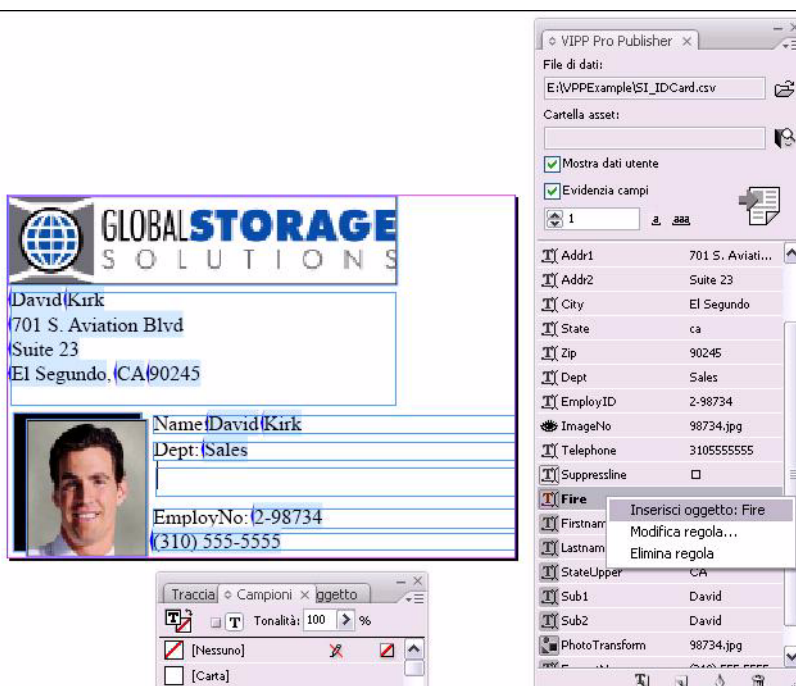 VIPP Pro Publisher
File di dati:
E:\VPPExample\SI_IDCard.csv
Cartella asset:
Mostra dati utente
Evidenzia campi
1 a aaa
Addr1 701 S. Aviati...
Addr2 Suite 23
City El Segundo
State ca
Zip 90245
Dept Sales
EmployID 2-98734
ImageNo 98734.jpg
Telephone 3105555555
Suppressline
Fire
Inserisci oggetto: Fire
Modifica regola...
Elimina regola
Firstnam
Lastnam
StateUpper CA
Sub1 David
Sub2 David
PhotoTransform 98734.jpg
GLOBALSTORAGE
SOLUTIONS
David Kirk
701 S. Aviation Blvd
Suite 23
El Segundo, CA 90245
Name: David Kirk
Dept: Sales
EmployNo: 2-98734
(310) 555-5555
Traccia Campioni ggetto
T Tonalità: 100 %
[Nessuno]
[Carta]